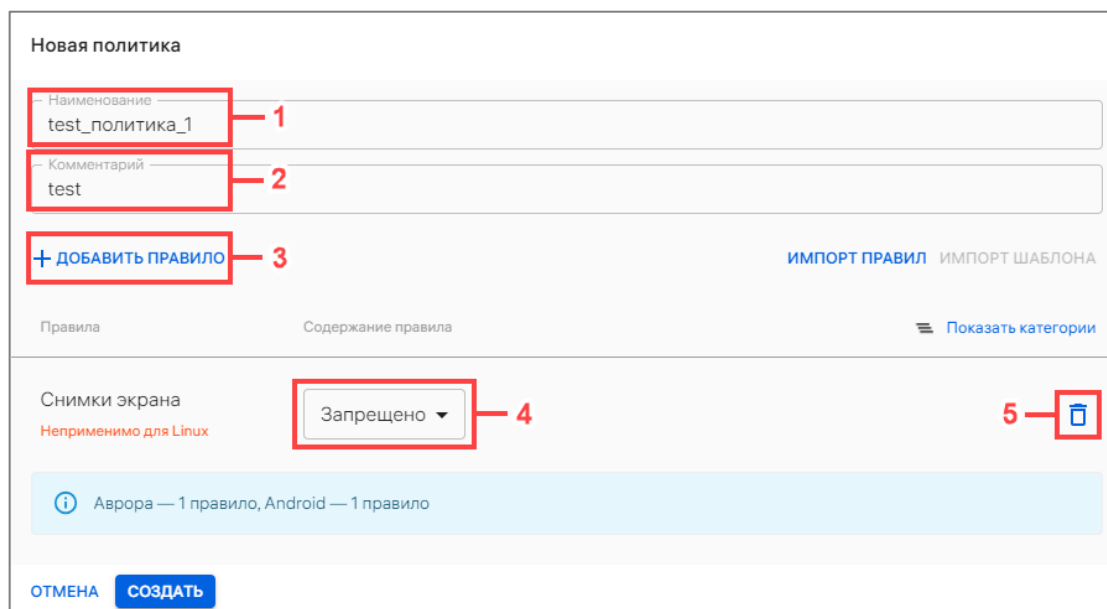 Новая политика
Наименование
test_политика_1
1
Комментарий
test
2
+ ДОБАВИТЬ ПРАВИЛО 3 ИМПОРТ ПРАВИЛ ИМПОРТ ШАБЛОНА
Правила Содержание правила Показать категории
Снимки экрана
Неприменимо для Linux
Запрещено 4 5
Аврора — 1 правило, Android — 1 правило
ОТМЕНА СОЗДАТЬ